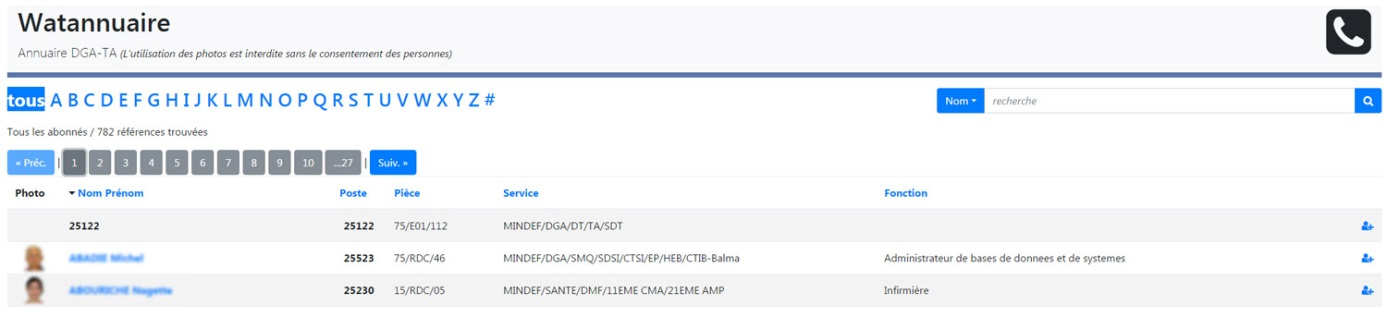 Watannuaire
Annuaire DGA-TA (L'utilisation des photos est interdite sans le consentement des personnes)
tous A B C D E F G H I J K L M N O P Q R S T U V W X Y Z #
Nom recherche
Tous les abonnés / 782 références trouvées
« Préc. | 1 2 3 4 5 6 7 8 9 10 ...27 | Suiv. »
Photo Nom Prénom Poste Pièce Service Fonction
25122 25122 75/E01/112 MINDEF/DGA/DT/TA/SDT
25523 75/RDC/46 MINDEF/DGA/SMQ/SDSI/CTSI/EP/HEB/CTIB-Balma Administrateur de bases de donnees et de systemes
25230 15/RDC/05 MINDEF/SANTE/DMF/11EME CMA/21EME AMP Infirmière